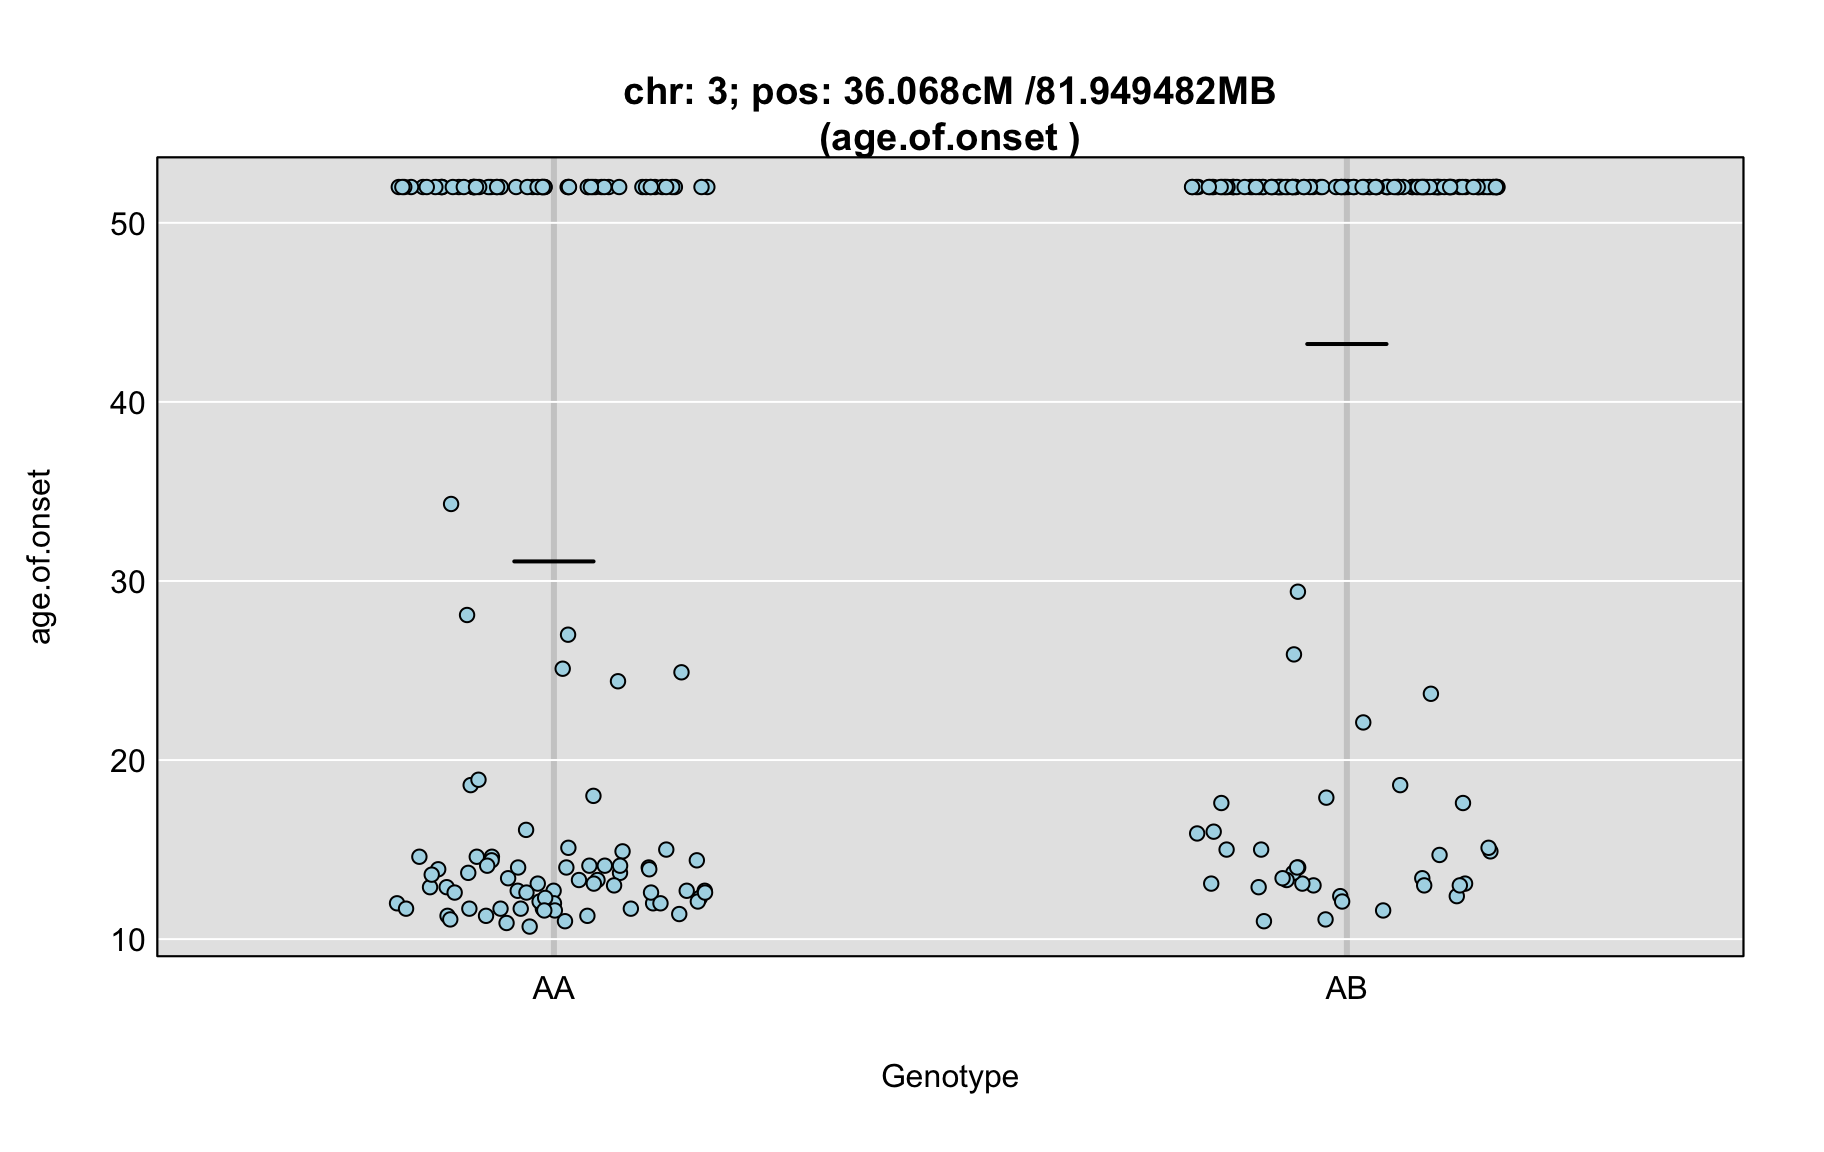 chr: 3; pos: 36.068cM /81.949482MB
(age.of.onset )
50
40
30
20
10
age.of.onset
AA
AB
Genotype